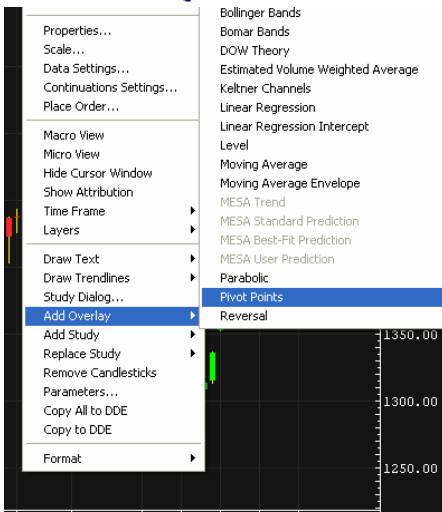 Properties...
Scale...
Data Settings...
Continuations Settings...
Place Order...
Macro View
Micro View
Hide Cursor Window
Show Attribution
Time Frame
Layers
Draw Text
Draw Trendlines
Study Dialog...
Add Overlay
Add Study
Replace Study
Remove Candlesticks
Parameters...
Copy All to DDE
Copy to DDE
Format
Bollinger Bands
Bomar Bands
DOW Theory
Estimated Volume Weighted Average
Keltner Channels
Linear Regression
Linear Regression Intercept
Level
Moving Average
Moving Average Envelope
MESA Trend
MESA Standard Prediction
MESA Best-Fit Prediction
MESA User Prediction
Parabolic
Pivot Points
Reversal
1350.00
1300.00
1250.00